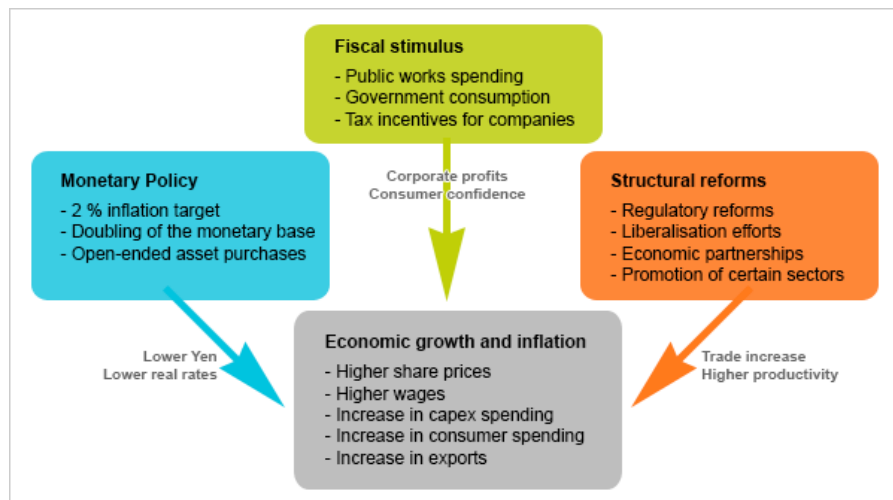 Fiscal stimulus
- Public works spending
- Government consumption
- Tax incentives for companies
Monetary Policy
- 2 % inflation target
- Doubling of the monetary base
- Open-ended asset purchases
Corporate profits
Consumer confidence
Structural reforms
- Regulatory reforms
- Liberalisation efforts
- Economic partnerships
- Promotion of certain sectors
Lower Yen
Lower real rates
Economic growth and inflation
- Higher share prices
- Higher wages
- Increase in capex spending
- Increase in consumer spending
- Increase in exports
Trade increase
Higher productivity